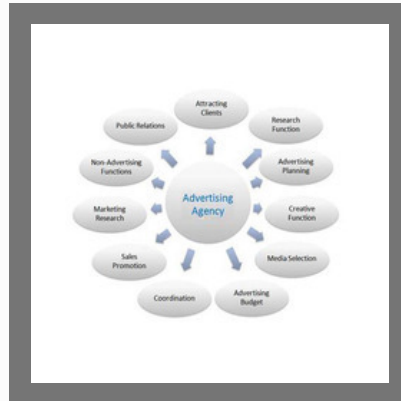 Attracting
Clients
Research
Function
Advertising
Planning
Creative
Function
Media Selection
Advertising
Budget
Coordination
Sales
Promotion
Marketing
Research
Non-Advertising
Functions
Public Relations
Advertising
Agency